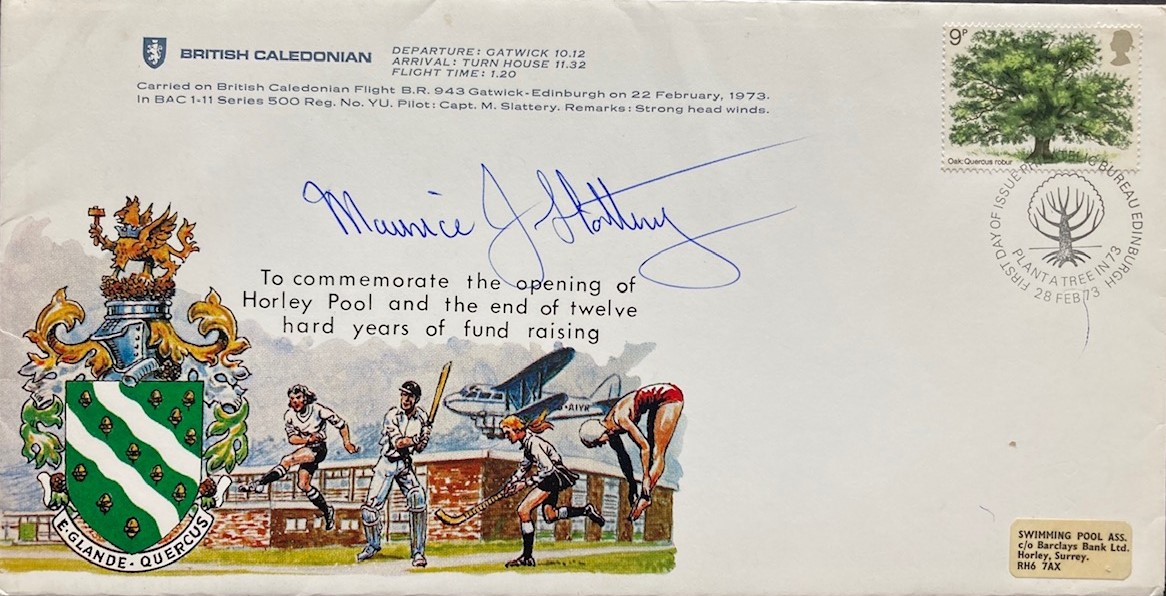 BRITISH CALEDONIAN
DEPARTURE: GATWICK 10.12
ARRIVAL: TURN HOUSE 11.32
FLIGHT TIME: 1.20
Carried on British Caledonian Flight B.R. 943 Gatwick-Edinburgh on 22 February, 1973.
In BAC 1-11 Series 500 Reg. No. YU. Pilot: Capt. M. Slattery. Remarks: Strong head winds.
9P
Oak: Quercus robur
FIRST DAY OF ISSUE PHILATELIC BUREAU EDINBURGH
PLANT A TREE IN 73
28 FEB 73
Maurice J Slattery
To commemorate the opening of
Horley Pool and the end of twelve
hard years of fund raising
G-AIYR
E·GLANDE·QUERCUS
SWIMMING POOL ASS.
c/o Barclays Bank Ltd.
Horley, Surrey.
RH6 7AX